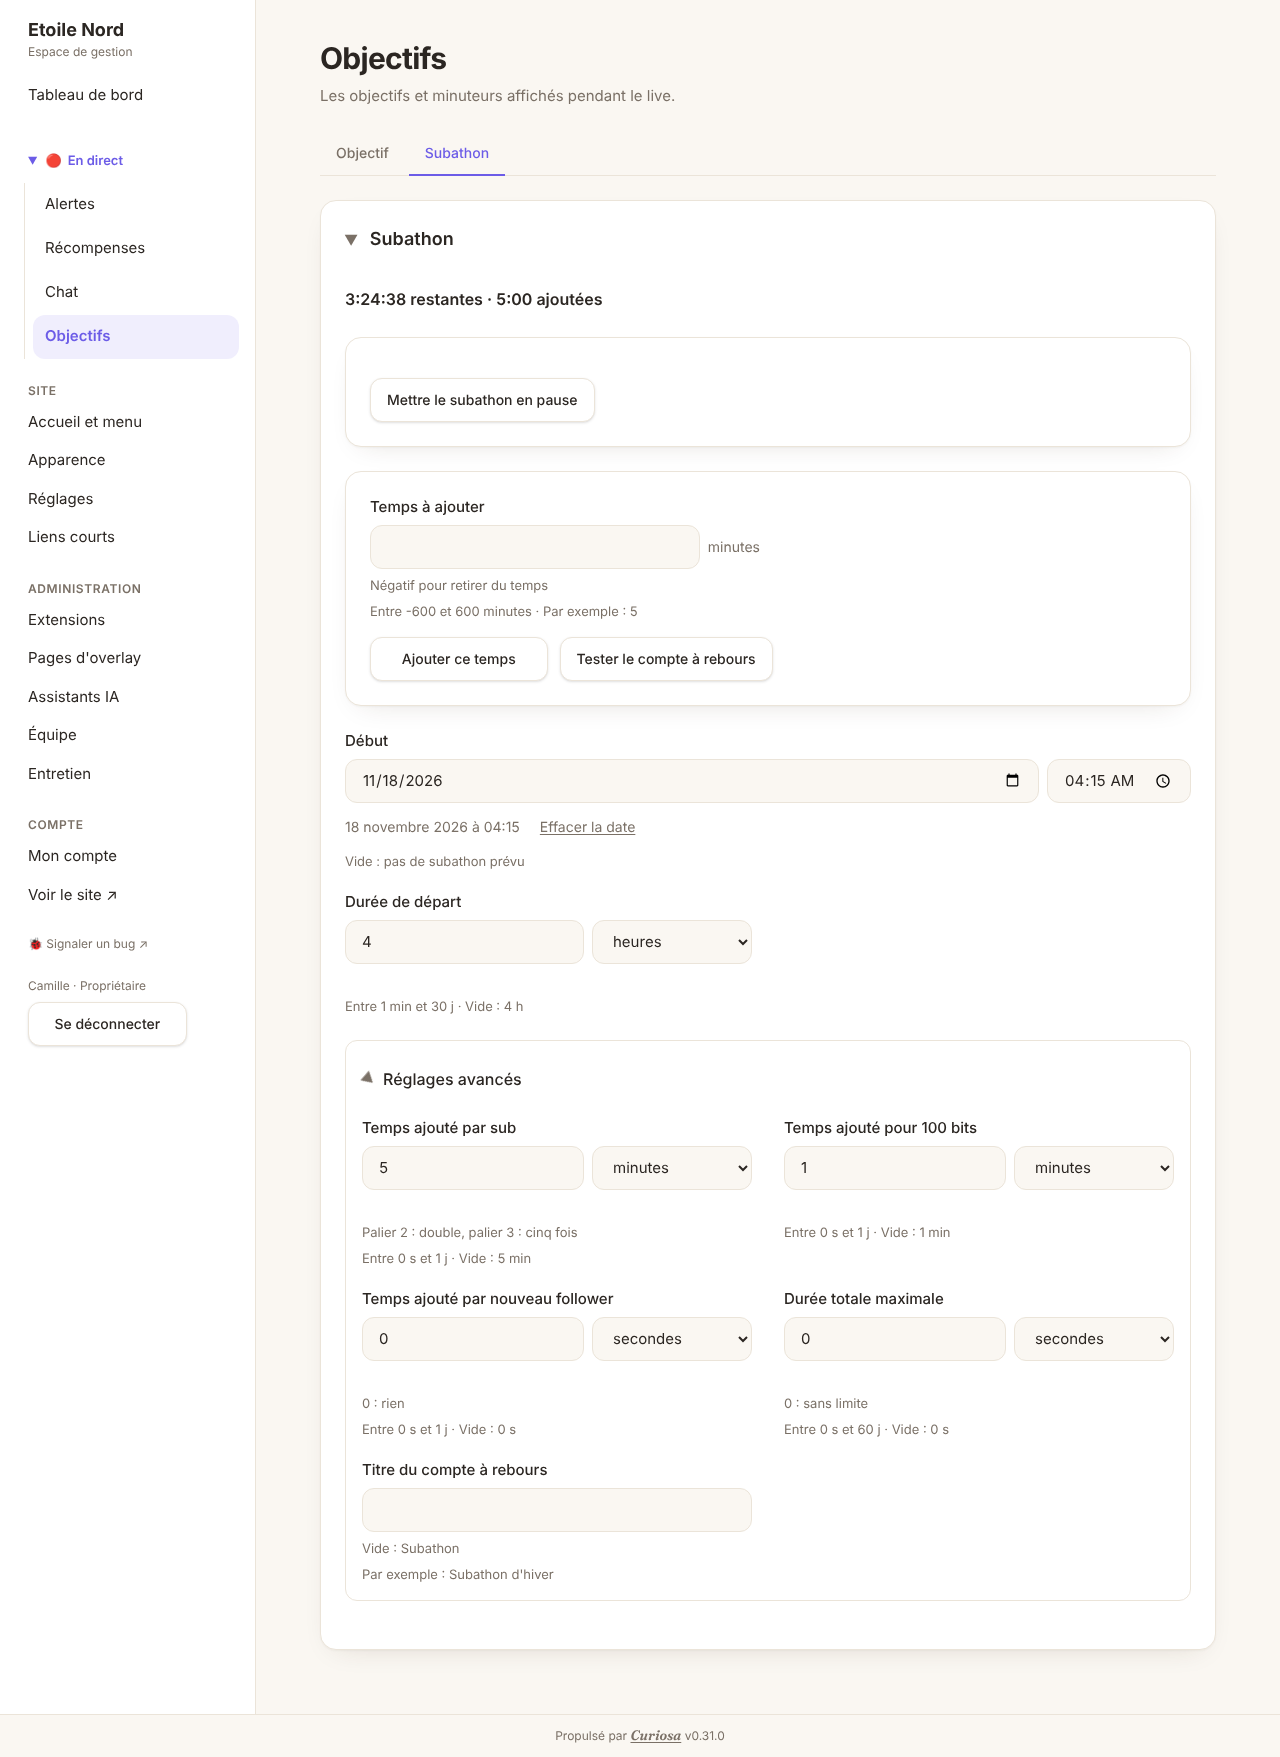 Etoile Nord
Espace de gestion
Tableau de bord
En direct
Alertes
Récompenses
Chat
Objectifs
SITE
Accueil et menu
Apparence
Réglages
Liens courts
ADMINISTRATION
Extensions
Pages d'overlay
Assistants IA
Équipe
Entretien
COMPTE
Mon compte
Voir le site ↗
Signaler un bug ↗
Camille · Propriétaire
Se déconnecter
Objectifs
Les objectifs et minuteurs affichés pendant le live.
Objectif Subathon
Subathon
3:24:38 restantes · 5:00 ajoutées
Mettre le subathon en pause
Temps à ajouter
minutes
Négatif pour retirer du temps
Entre -600 et 600 minutes · Par exemple : 5
Ajouter ce temps Tester le compte à rebours
Début
11/18/2026 04:15 AM
18 novembre 2026 à 04:15 Effacer la date
Vide : pas de subathon prévu
Durée de départ
4 heures
Entre 1 min et 30 j · Vide : 4 h
Réglages avancés
Temps ajouté par sub Temps ajouté pour 100 bits
5 minutes 1 minutes
Palier 2 : double, palier 3 : cinq fois Entre 0 s et 1 j · Vide : 1 min
Entre 0 s et 1 j · Vide : 5 min
Temps ajouté par nouveau follower Durée totale maximale
0 secondes 0 secondes
0 : rien 0 : sans limite
Entre 0 s et 1 j · Vide : 0 s Entre 0 s et 60 j · Vide : 0 s
Titre du compte à rebours
Vide : Subathon
Par exemple : Subathon d'hiver
Propulsé par Curiosa v0.31.0